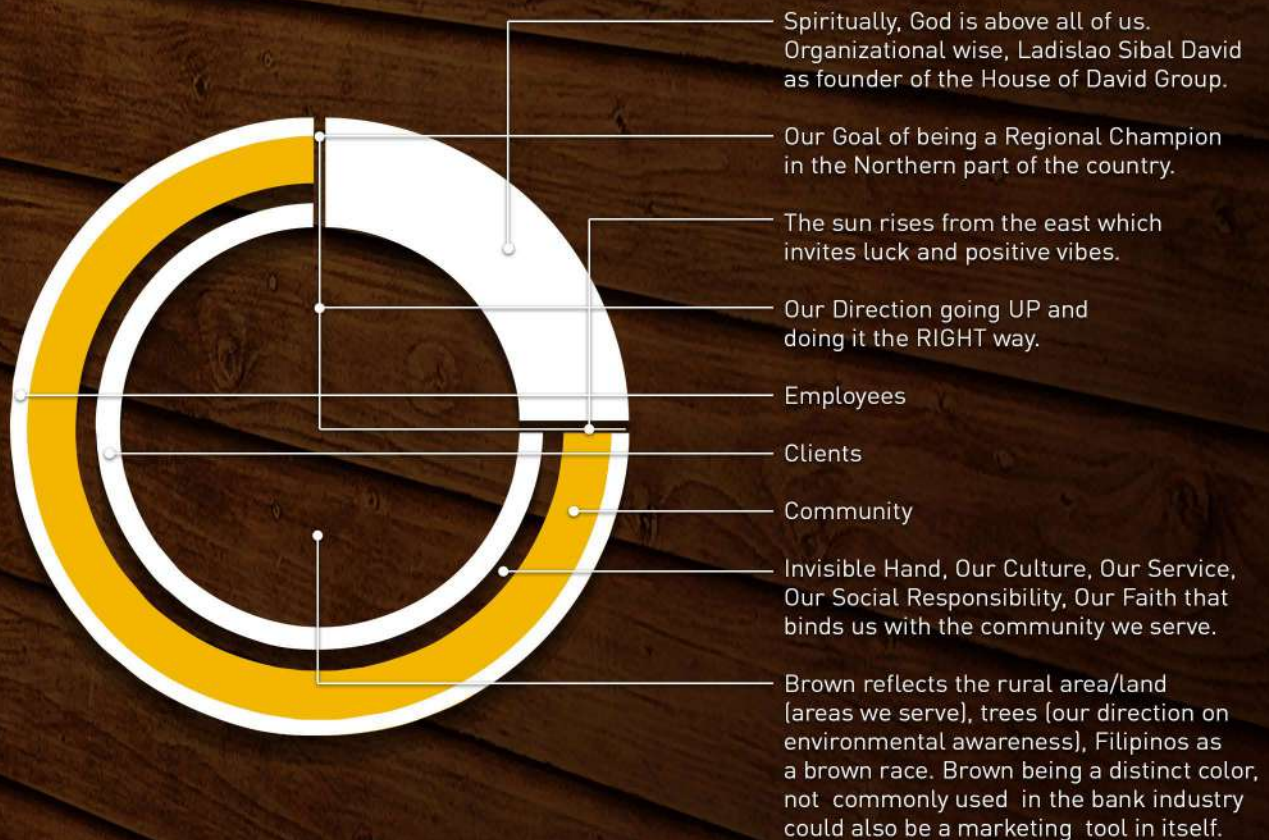 Spiritually, God is above all of us.
Organizational wise, Ladislao Sibal David
as founder of the House of David Group.
Our Goal of being a Regional Champion
in the Northern part of the country.
The sun rises from the east which
invites luck and positive vibes.
Our Direction going UP and
doing it the RIGHT way.
Employees
Clients
Community
Invisible Hand, Our Culture, Our Service,
Our Social Responsibility, Our Faith that
binds us with the community we serve.
Brown reflects the rural area/land
(areas we serve), trees (our direction on
environmental awareness), Filipinos as
a brown race. Brown being a distinct color,
not commonly used in the bank industry
could also be a marketing tool in itself.